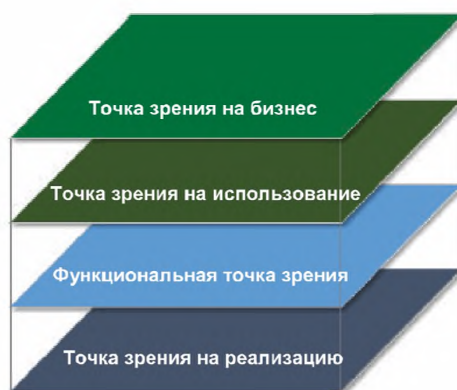 Точка зрения на бизнес
Точка зрения на использование
Функциональная точка зрения
Точка зрения на реализацию